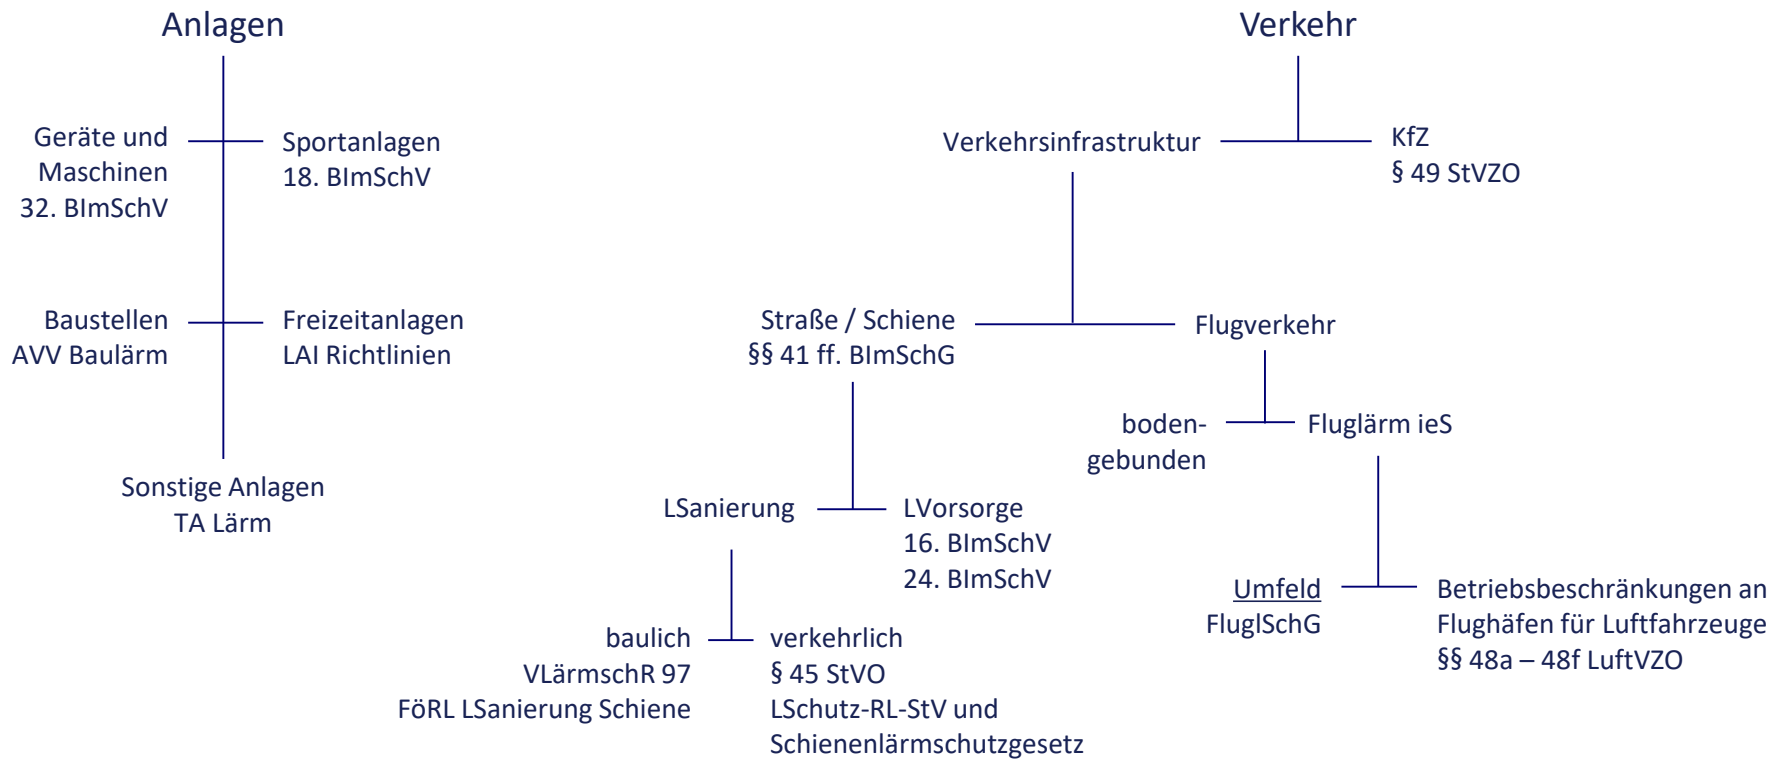 Anlagen
Geräte und
Maschinen
32. BImSchV
Sportanlagen
18. BImSchV
Baustellen
AVV Baulärm
Freizeitanlagen
LAI Richtlinien
Sonstige Anlagen
TA Lärm
Verkehr
Verkehrsinfrastruktur
KfZ
§ 49 StVZO
Straße / Schiene
§§ 41 ff. BImSchG
Flugverkehr
boden-
gebunden
Fluglärm ieS
LSanierung
LVorsorge
16. BImSchV
24. BImSchV
Umfeld
FluglSchG
Betriebsbeschränkungen an
Flughäfen für Luftfahrzeuge
§§ 48a – 48f LuftVZO
baulich
VLärmschR 97
FöRL LSanierung Schiene
verkehrlich
§ 45 StVO
LSchutz-RL-StV und
Schienenlärmschutzgesetz